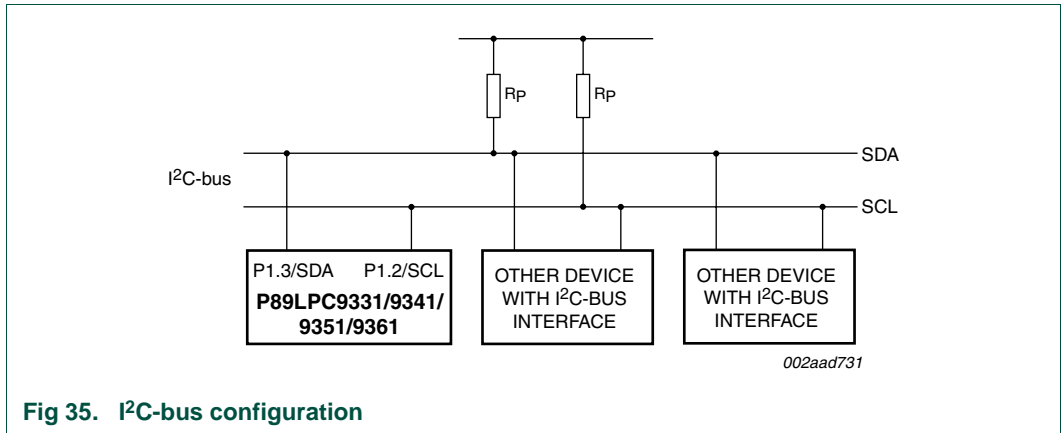 RP RP
SDA
I2C-bus
SCL
P1.3/SDA P1.2/SCL
P89LPC9331/9341/
9351/9361
OTHER DEVICE
WITH I2C-BUS
INTERFACE
OTHER DEVICE
WITH I2C-BUS
INTERFACE
002aad731
Fig 35. I2C-bus configuration